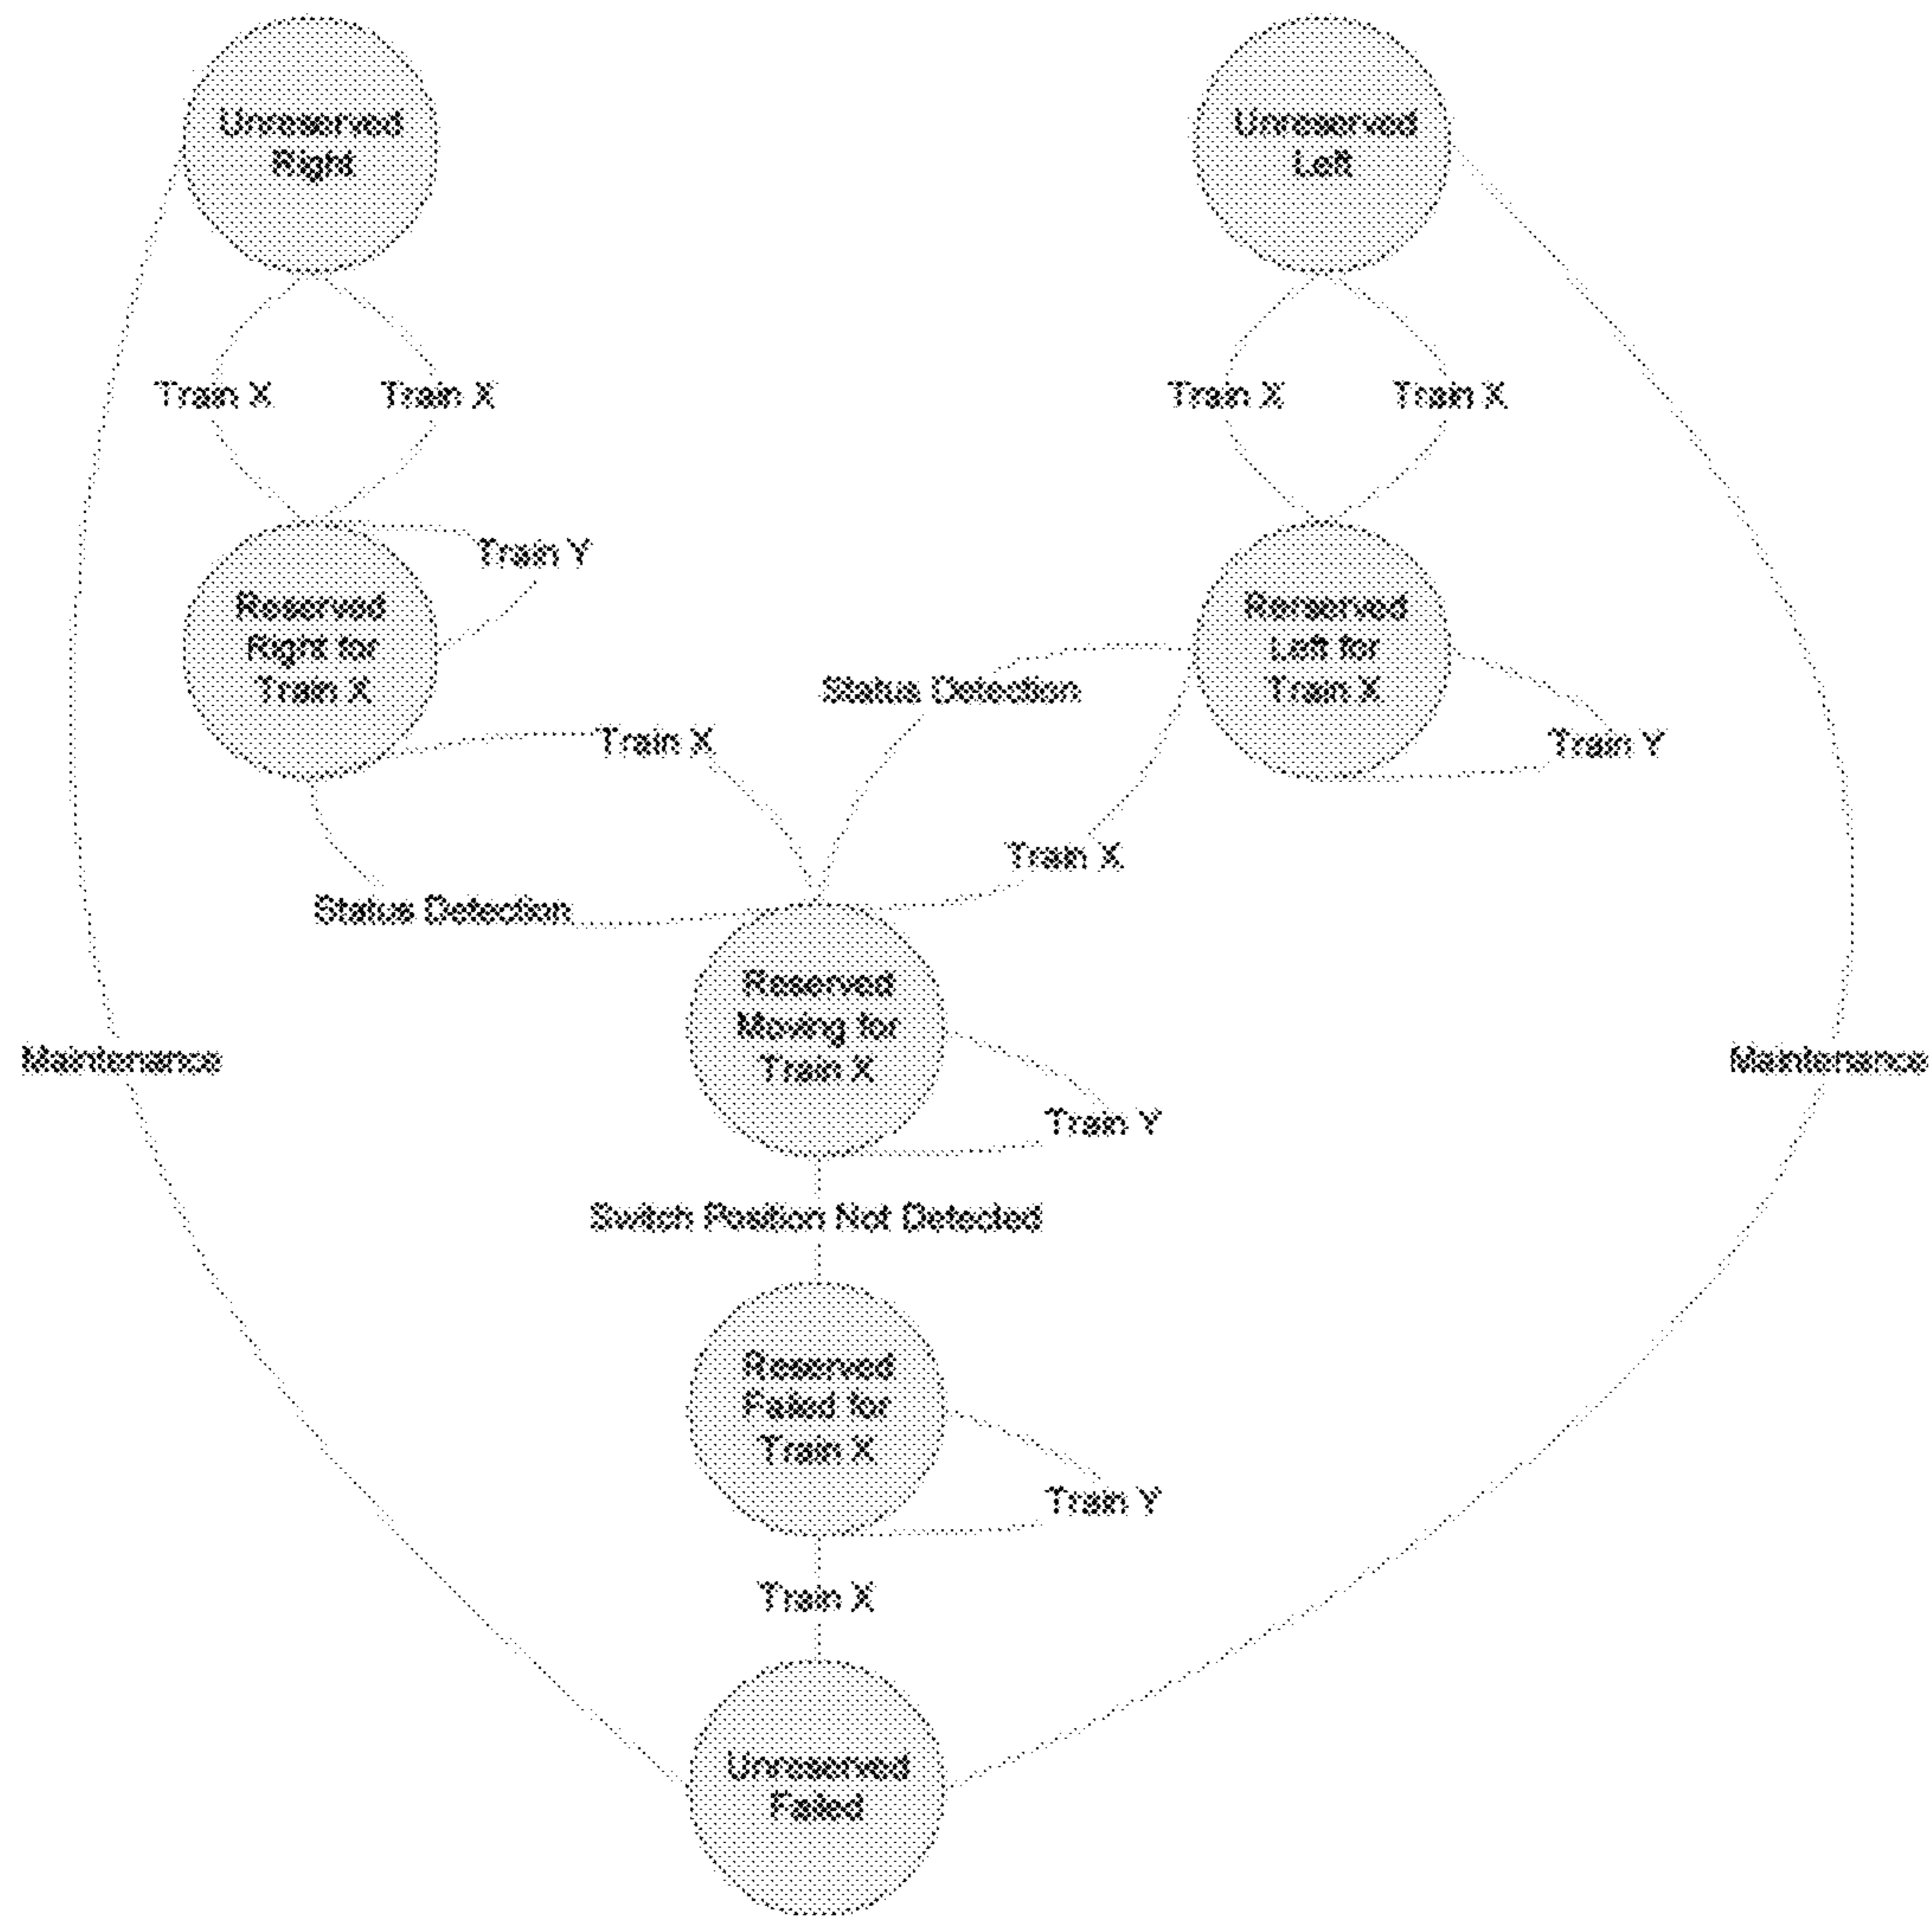 Unreserved
Right
Unreserved
Left
Train X
Train X
Train X
Train X
Train Y
Reserved
Right for
Train X
Rerserved
Left for
Train X
Status Detection
Train X
Train Y
Train X
Status Detection
Reserved
Moving for
Train X
Maintenance
Maintenance
Train Y
Switch Position Not Detected
Reserved
Failed for
Train X
Train Y
Train X
Unreserved
Failed